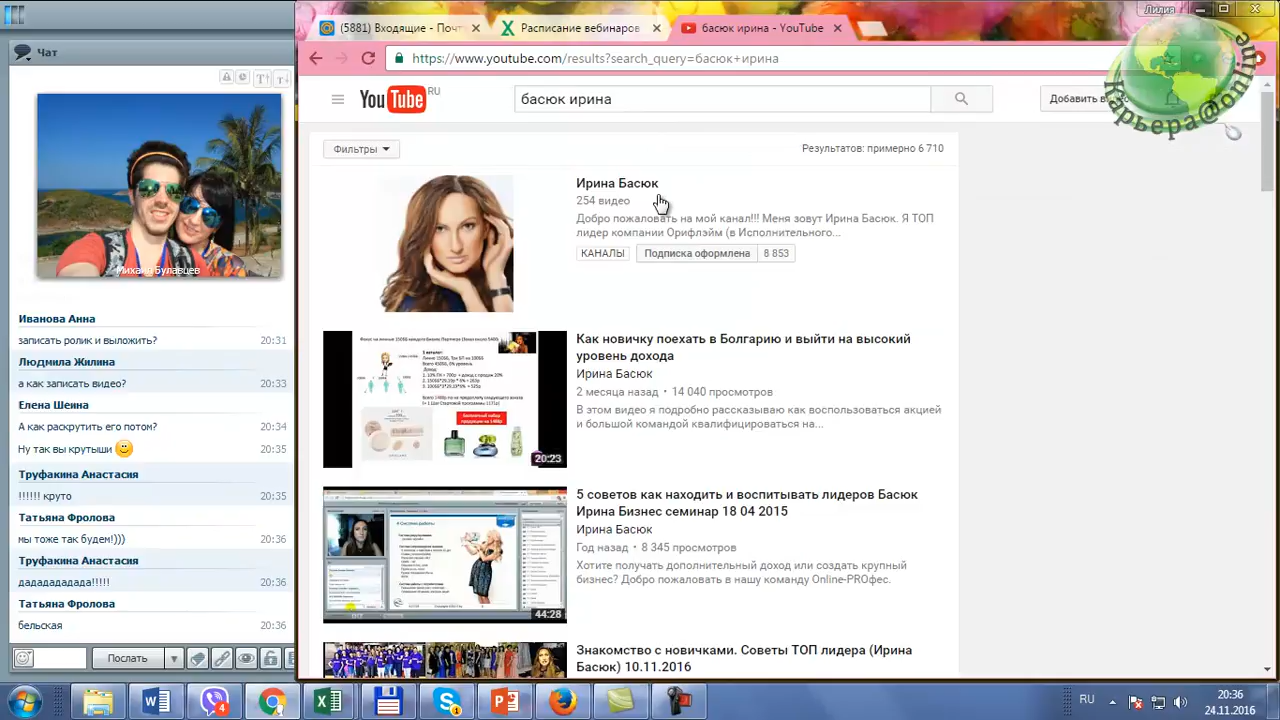 Чат
Михаил Булавцев
Иванова Анна
записать ролик и выложить?
20:31
Людмила Жилина
а как записать видео?
20:33
Елена Шеина
А как раскрутить его потом?
20:34
Ну так вы крутыши
20:35
Труфакина Анастасия
!!!!!! круто
20:35
Татьяна Фролова
мы тоже так будем!)))
20:36
Труфакина Анастасия
дадададада!!!!!
20:36
Татьяна Фролова
бельская
20:36
Послать
Лилия
(5881) Входящие - Почт
Расписание вебинаров
басюк ирина - YouTube
https://www.youtube.com/results?search_query=басюк+ирина
YouTube RU
басюк ирина
Добавить в
Карьера@online
Фильтры
Результатов: примерно 6 710
Ирина Басюк
254 видео
Добро пожаловать на мой канал!!! Меня зовут Ирина Басюк. Я ТОП
лидер компании Орифлэйм (в Исполнительного...
КАНАЛЫ
Подписка оформлена
8 853
Как новичку поехать в Болгарию и выйти на высокий
уровень дохода
Ирина Басюк
2 месяца назад • 14 040 просмотров
В этом видео я подробно рассказываю как воспользоваться акцией
и большой командой квалифицироваться на...
20:23
5 советов как находить и воспитывать лидеров Басюк
Ирина Бизнес семинар 18 04 2015
Басюк
год назад • 8 просмотров
Хотите получать дополнительный доход или создать крупный
бизнес? Добро пожаловать в нашу команду Online PROфес.
44:28
Знакомство с новичками. Советы ТОП лидера (Ирина
Басюк) 10.11.2016
RU
20:36
24.11.2016